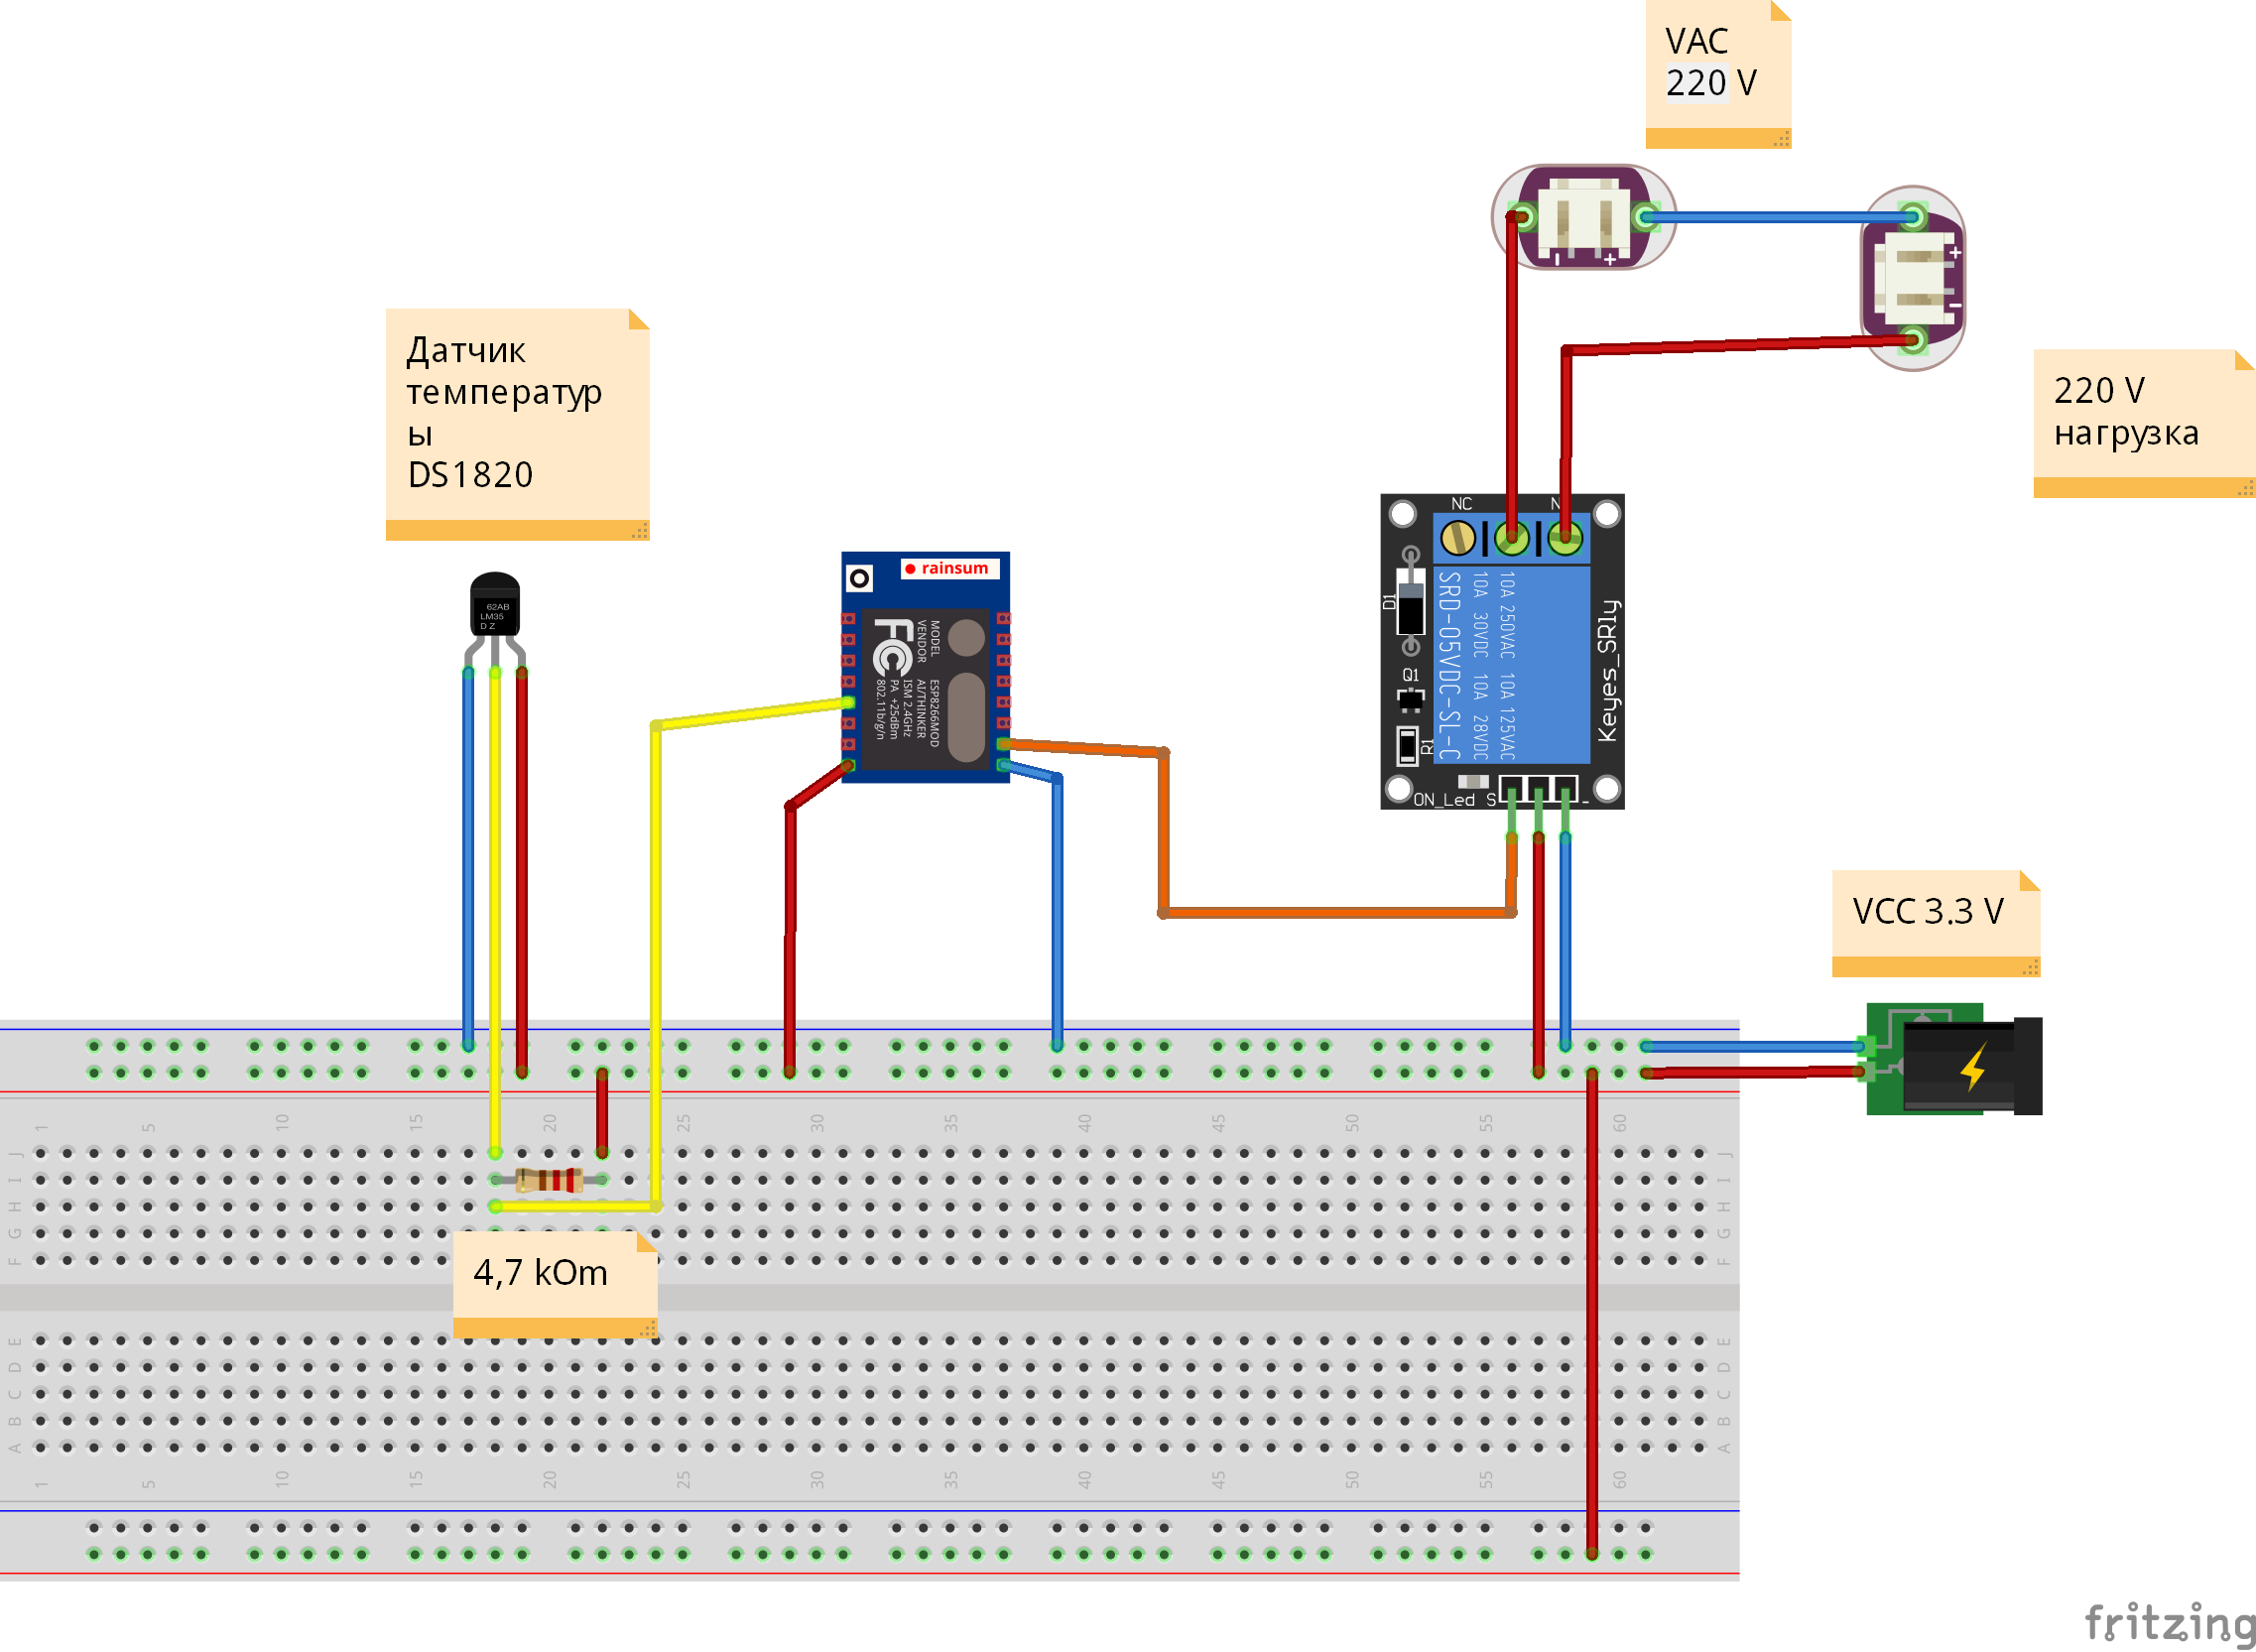 VAC
220 V
Датчик
температур
ы
DS1820
220 V
нагрузка
rainsum
MODEL
VENDOR
ESP8266MOD
AI/THINKER
ISM 2.4GHz
PA +25dBm
802.11b/g/n
FC
62AB
LM35
D Z
NC
N
D1
Q1
R1
SRD-05VDC-SL-C
10A 30VDC 10A 28VDC
10A 250VAC 10A 125VAC
Keyes_SR1y
ON_Led S -
VCC 3.3 V
- +
+
-
1 5 10 15 20 25 30 35 40 45 50 55 60
J J
I I
H H
G G
F F
4,7 kOm
E E
D D
C C
B B
A A
1 5 10 15 20 25 30 35 40 45 50 55 60
fritzing